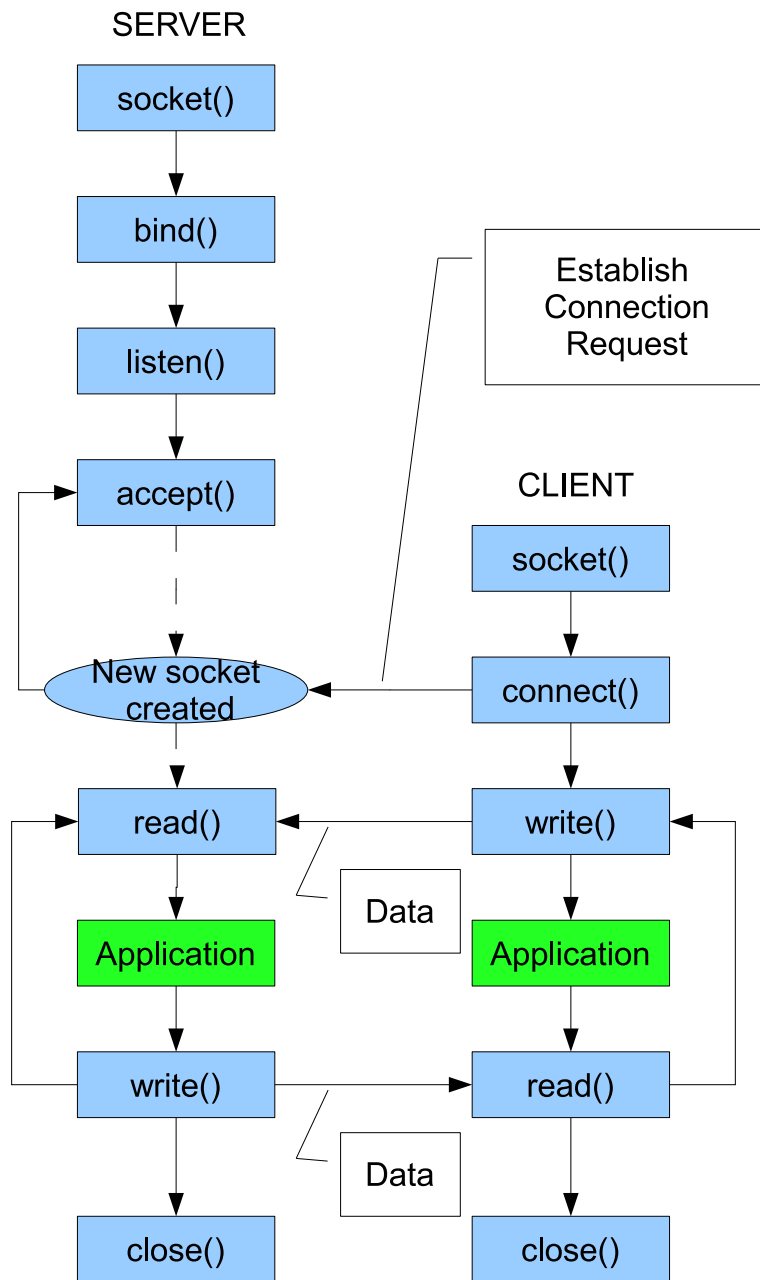 SERVER
socket()
bind()
Establish
Connection
Request
listen()
accept()
CLIENT
socket()
New socket
created
connect()
read()
write()
Data
Application
Application
write()
read()
Data
close()
close()